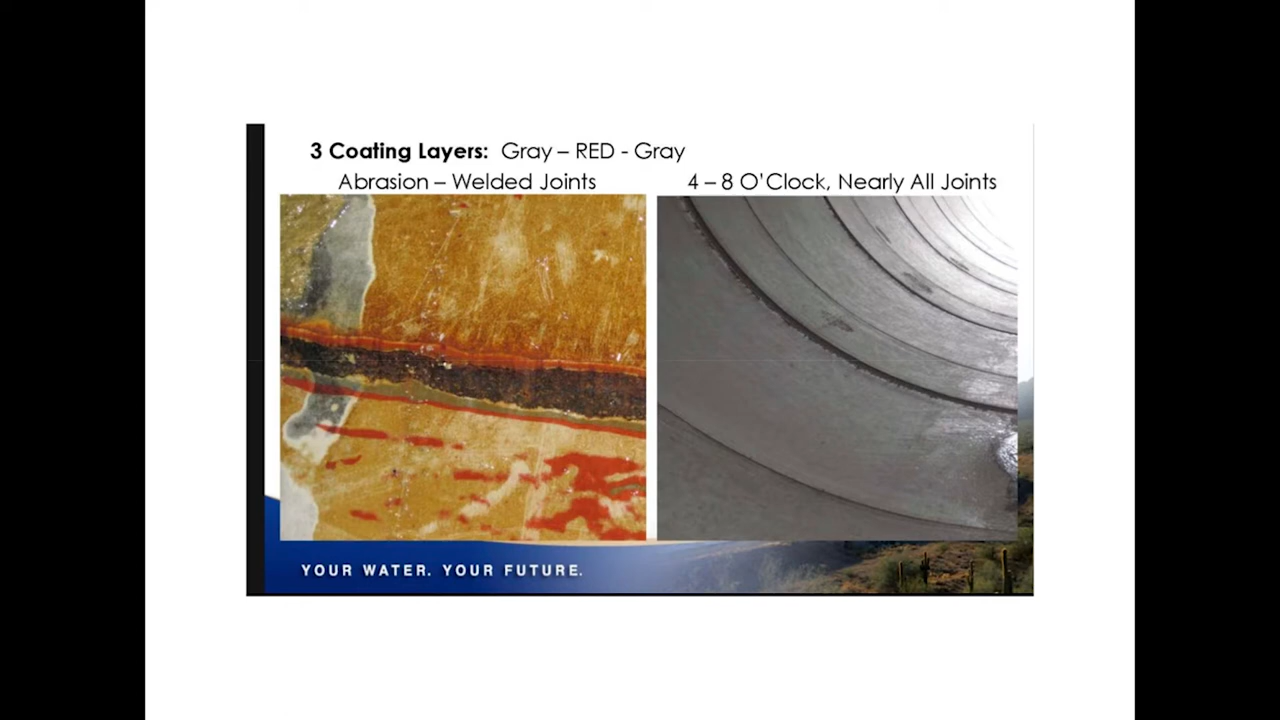 3 Coating Layers: Gray – RED - Gray
Abrasion – Welded Joints
4 – 8 O'Clock, Nearly All Joints
YOUR WATER. YOUR FUTURE.